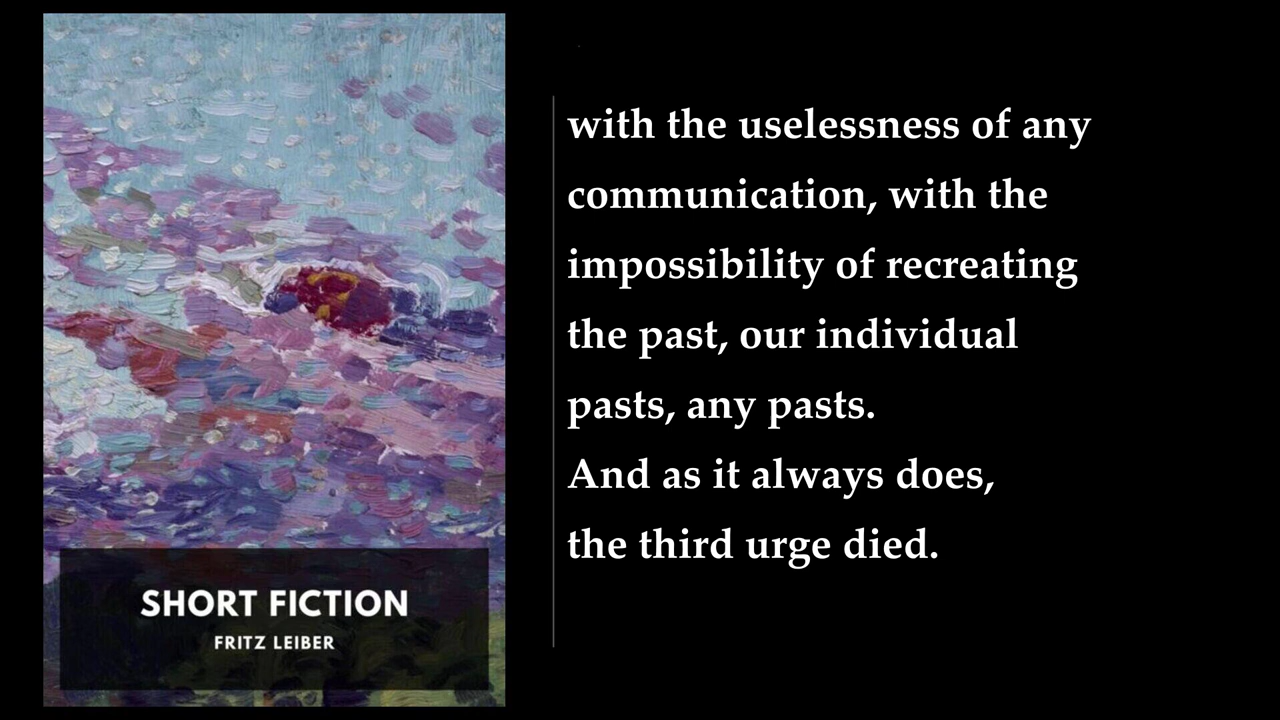 with the uselessness of any
communication, with the
impossibility of recreating
the past, our individual
pasts, any pasts.
And as it always does,
the third urge died.
SHORT FICTION
FRITZ LEIBER